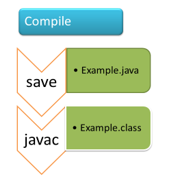 Compile
save
• Example.java
javac
• Example.class